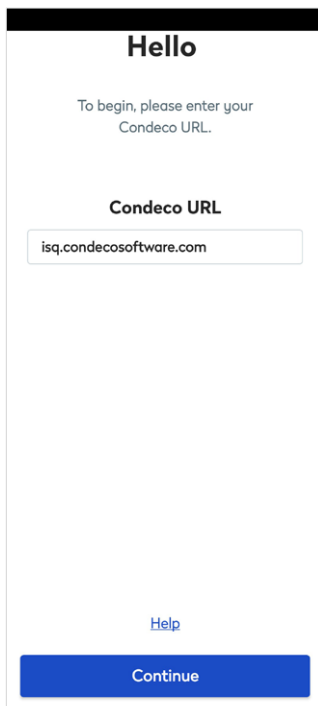 Hello
To begin, please enter your
Condeco URL.
Condeco URL
isq.condecosoftware.com
Help
Continue